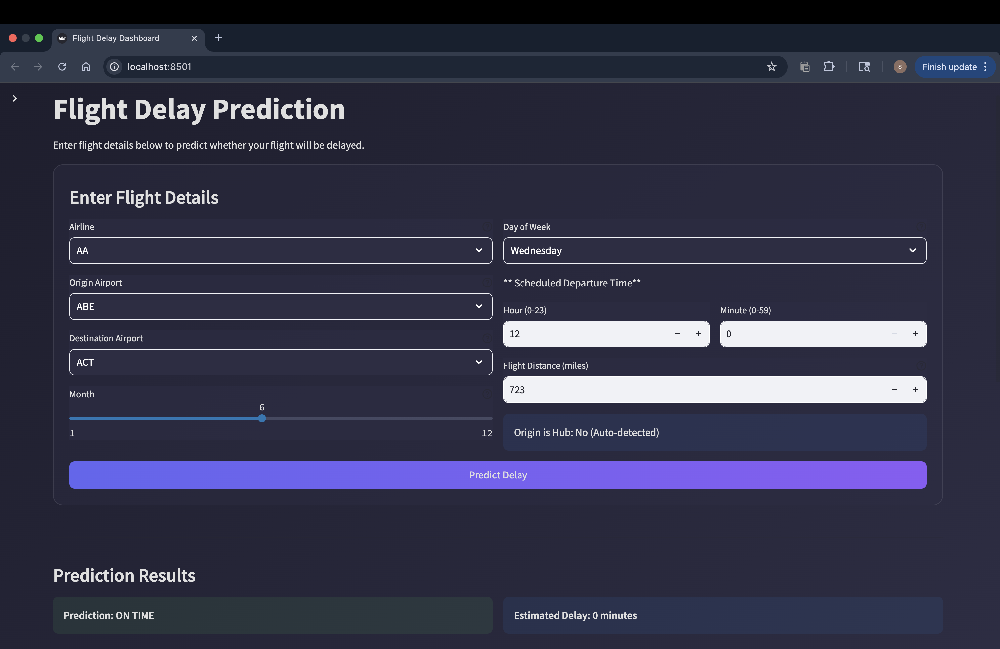 Flight Delay Dashboard
localhost:8501
S
Finish update
Flight Delay Prediction
Enter flight details below to predict whether your flight will be delayed.
Enter Flight Details
Airline
AA
Origin Airport
ABE
Destination Airport
ACT
Month
6
1
12
Day of Week
Wednesday
** Scheduled Departure Time**
Hour (0-23)
12
Minute (0-59)
0
Flight Distance (miles)
723
Origin is Hub: No (Auto-detected)
Predict Delay
Prediction Results
Prediction: ON TIME
Estimated Delay: 0 minutes